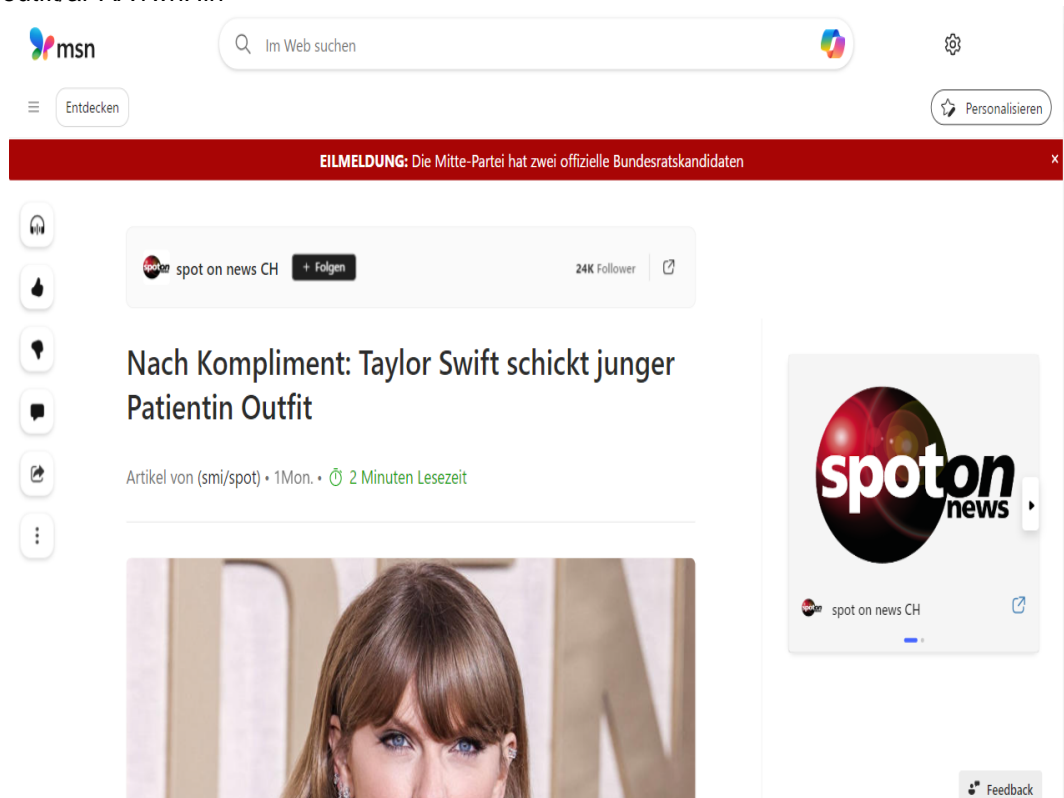 msn
Im Web suchen
Entdecken
Personalisieren
EILMELDUNG: Die Mitte-Partei hat zwei offizielle Bundesratskandidaten
spot on news CH
+ Folgen
24K Follower
Nach Kompliment: Taylor Swift schickt junger
Patientin Outfit
Artikel von (smi/spot) • 1Mon. • 2 Minuten Lesezeit
spoton
news
spot on news CH
Feedback